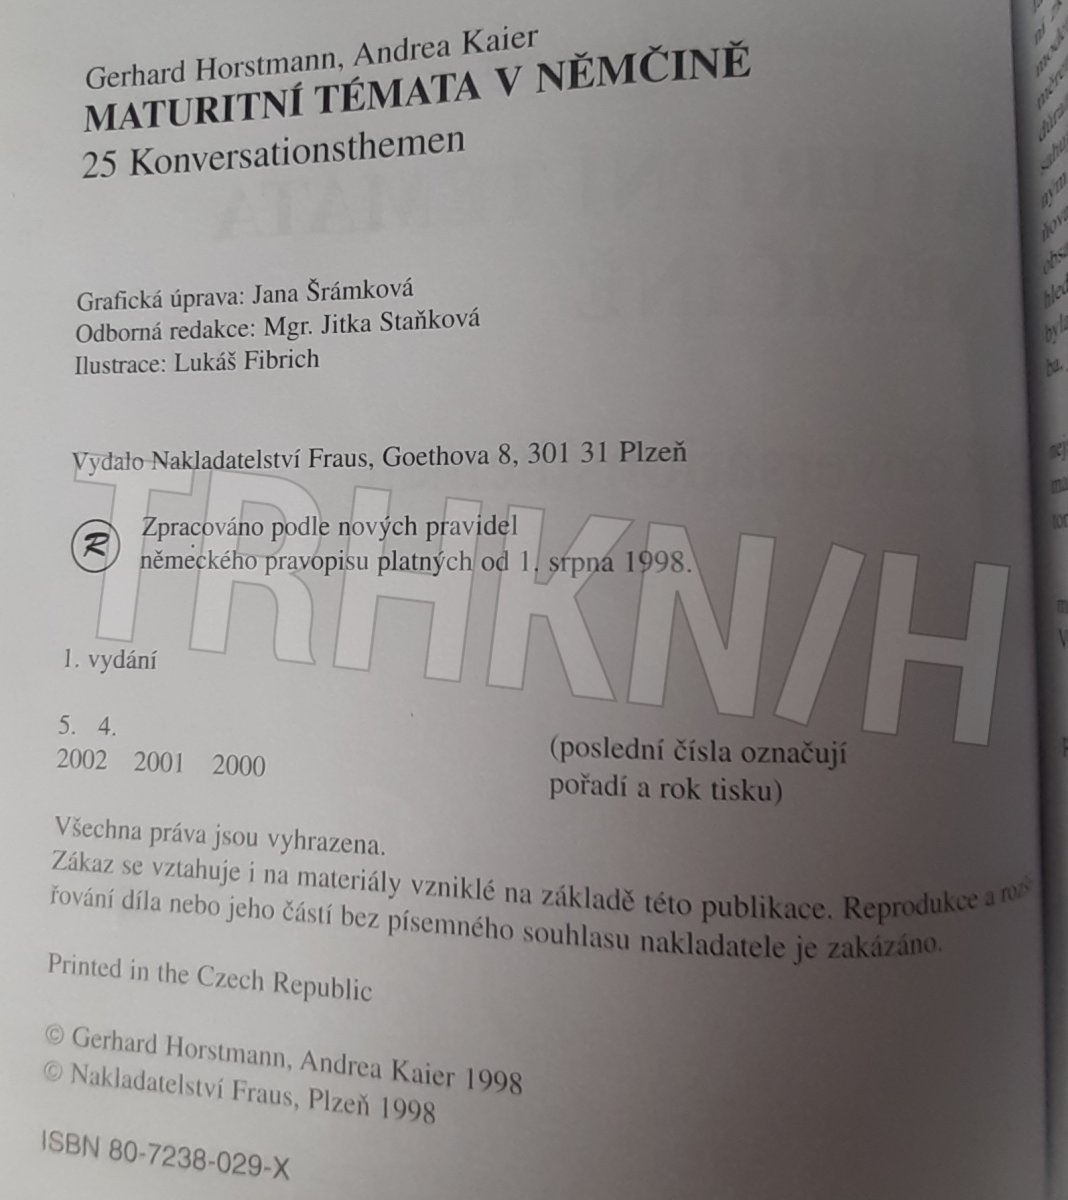 Gerhard Horstmann, Andrea Kaier
MATURITNÍ TÉMATA V NĚMČINĚ
25 Konversationsthemen
Grafická úprava: Jana Šrámková
Odborná redakce: Mgr. Jitka Staňková
Ilustrace: Lukáš Fibrich
Vydalo Nakladatelství Fraus, Goethova 8, 301 31 Plzeň
R Zpracováno podle nových pravidel
německého pravopisu platných od 1. srpna 1998.
TRHKN/H
1. vydání
5. 4.
2002 2001 2000
(poslední čísla označují
pořadí a rok tisku)
Všechna práva jsou vyhrazena.
Zákaz se vztahuje i na materiály vzniklé na základě této publikace. Reprodukce a rozši-
řování díla nebo jeho částí bez písemného souhlasu nakladatele je zakázáno.
Printed in the Czech Republic
© Gerhard Horstmann, Andrea Kaier 1998
© Nakladatelství Fraus, Plzeň 1998
ISBN 80-7238-029-X